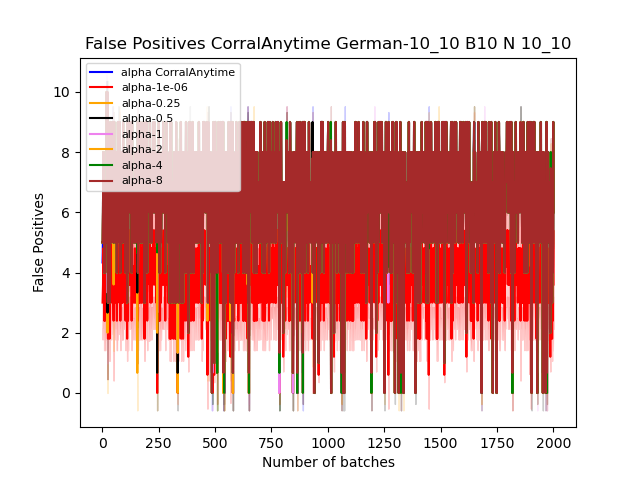 False Positives CorralAnytime German-10_10 B10 N 10_10
alpha CorralAnytime
alpha-1e-06
alpha-0.25
alpha-0.5
alpha-1
alpha-2
alpha-4
alpha-8
10
8
6
4
2
0
False Positives
0 250 500 750 1000 1250 1500 1750 2000
Number of batches